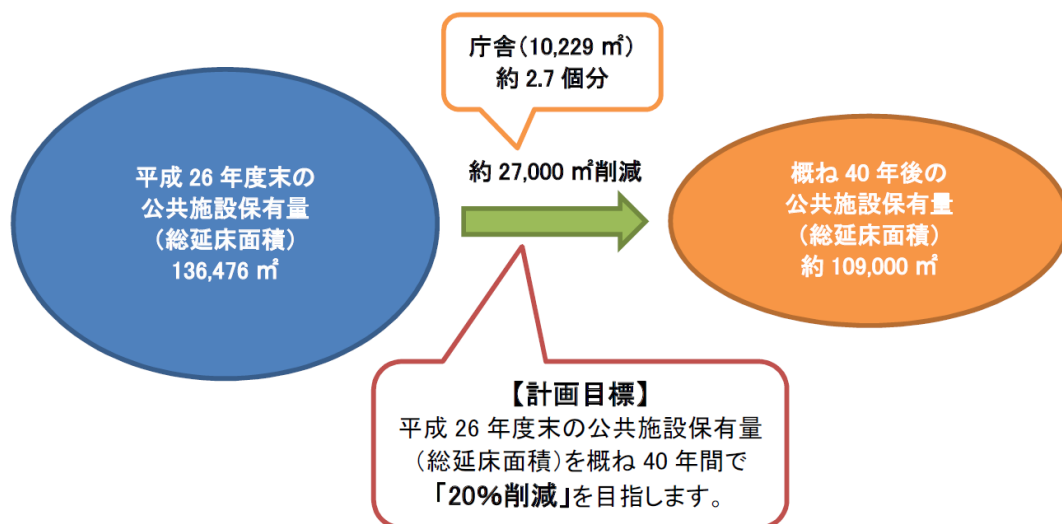 庁舎（10,229 ㎡）
約 2.7 個分
平成 26 年度末の
公共施設保有量
（総延床面積）
136,476 ㎡
約 27,000 ㎡削減
概ね 40 年後の
公共施設保有量
（総延床面積）
約 109,000 ㎡
【計画目標】
平成 26 年度末の公共施設保有量
（総延床面積）を概ね 40 年間で
「20％削減」を目指します。